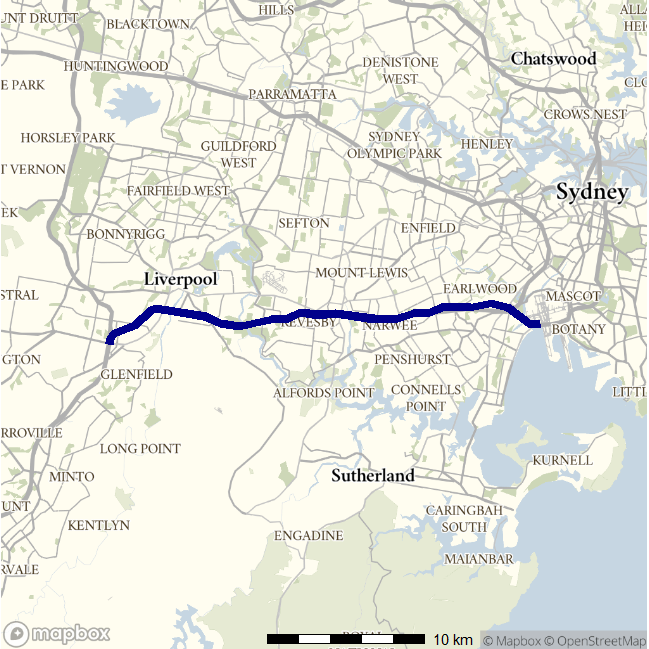 UNT DRUITT
BLACKTOWN
HILLS
ALLA
HEI
DENISTONE
WEST
Chatswood
HUNTINGWOOD
E PARK
PARRAMATTA
CLO
CROWS NEST
HORSLEY PARK
SYDNEY
OLYMPIC PARK
HENLEY
GUILDFORD
WEST
T VERNON
FAIRFIELD WEST
Sydney
EK
SEFTON
ENFIELD
BONNYRIGG
MOUNT LEWIS
Liverpool
EARLWOOD
STRAL
MASCOT
REVESBY
NARWEE
BOTANY
GTON
PENSHURST
GLENFIELD
ALFORDS POINT
CONNELLS
POINT
LITT
RROVILLE
LONG POINT
KURNELL
MINTO
Sutherland
UNT
KENTLYN
CARINGBAH
SOUTH
ENGADINE
MAIANBAR
RVALE
mapbox
10 km
© Mapbox © OpenStreetMap